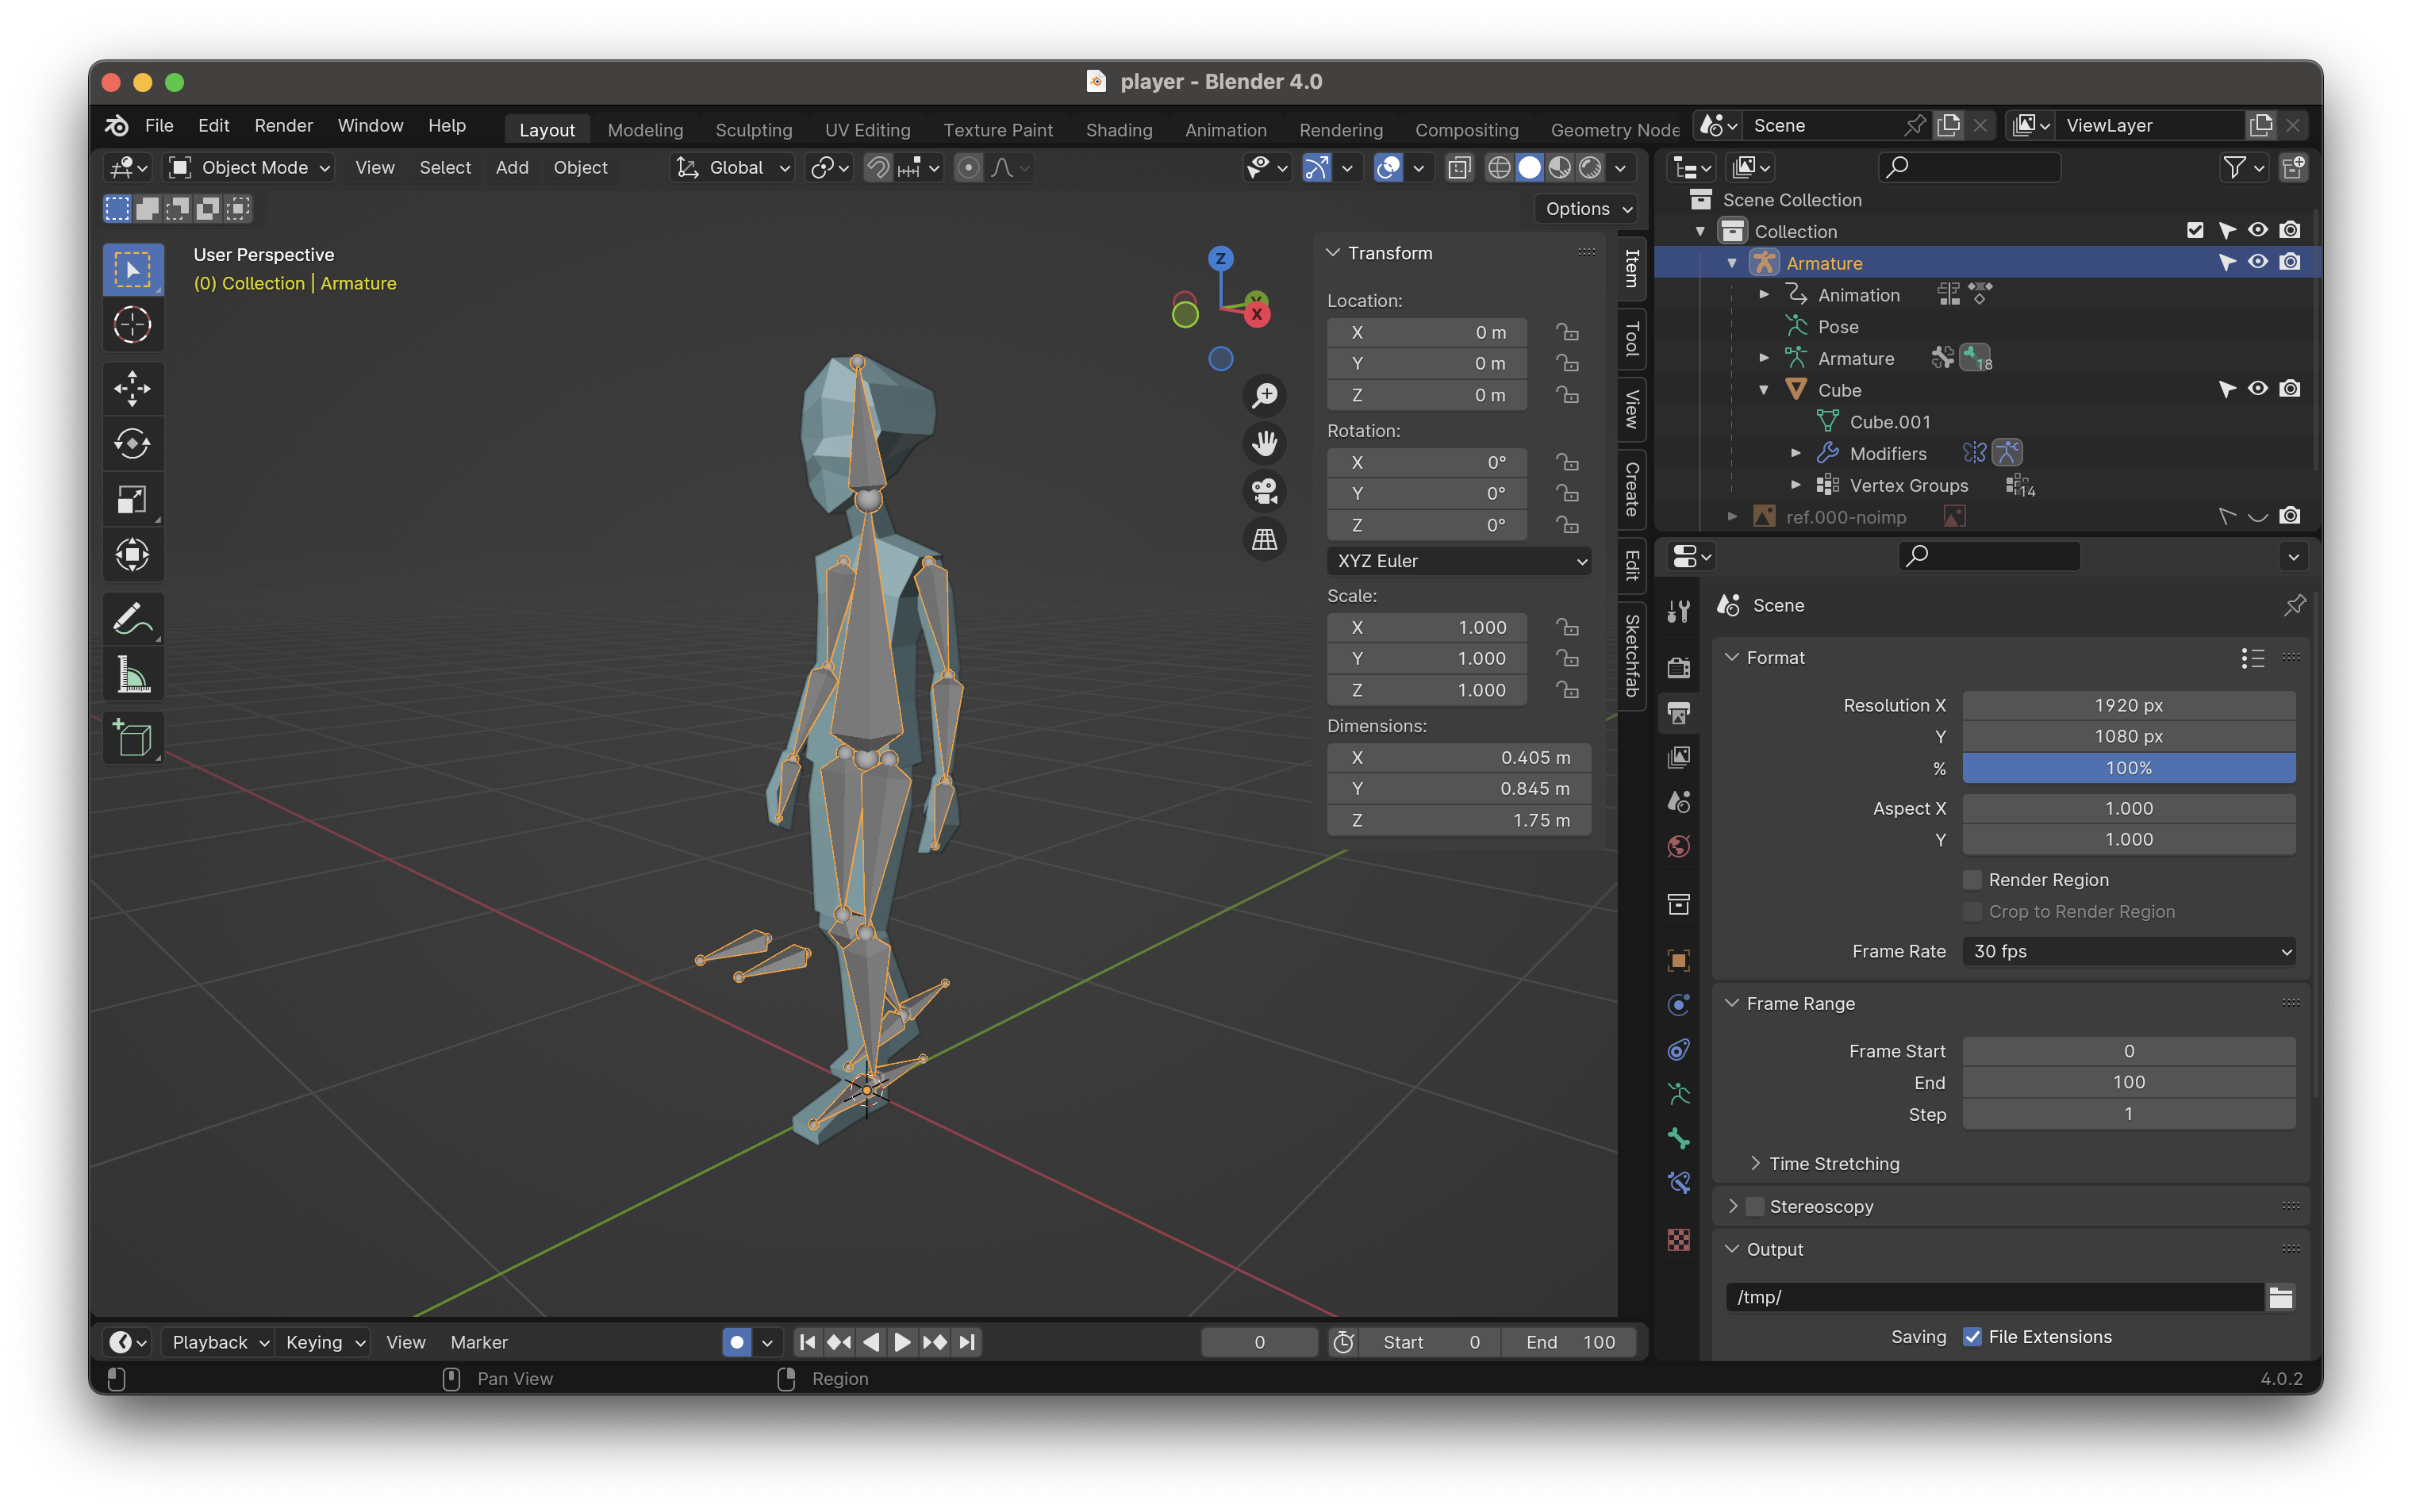 player - Blender 4.0
File Edit Render Window Help Layout Modeling Sculpting UV Editing Texture Paint Shading Animation Rendering Compositing Geometry Node Scene ViewLayer
Object Mode View Select Add Object Global
Options
User Perspective
(0) Collection | Armature
Z
Y
X
Transform
Location:
X 0 m
Y 0 m
Z 0 m
Rotation:
X 0°
Y 0°
Z 0°
XYZ Euler
Scale:
X 1.000
Y 1.000
Z 1.000
Dimensions:
X 0.405 m
Y 0.845 m
Z 1.75 m
Item
Tool
View
Create
Edit
Sketchfab
Scene Collection
Collection
Armature
Animation
Pose
Armature 18
Cube
Cube.001
Modifiers
Vertex Groups 14
ref.000-noimp
Scene
Format
Resolution X 1920 px
Y 1080 px
% 100%
Aspect X 1.000
Y 1.000
Render Region
Crop to Render Region
Frame Rate 30 fps
Frame Range
Frame Start 0
End 100
Step 1
Time Stretching
Stereoscopy
Output
/tmp/
Saving File Extensions
Playback Keying View Marker 0 Start 0 End 100
Pan View Region 4.0.2